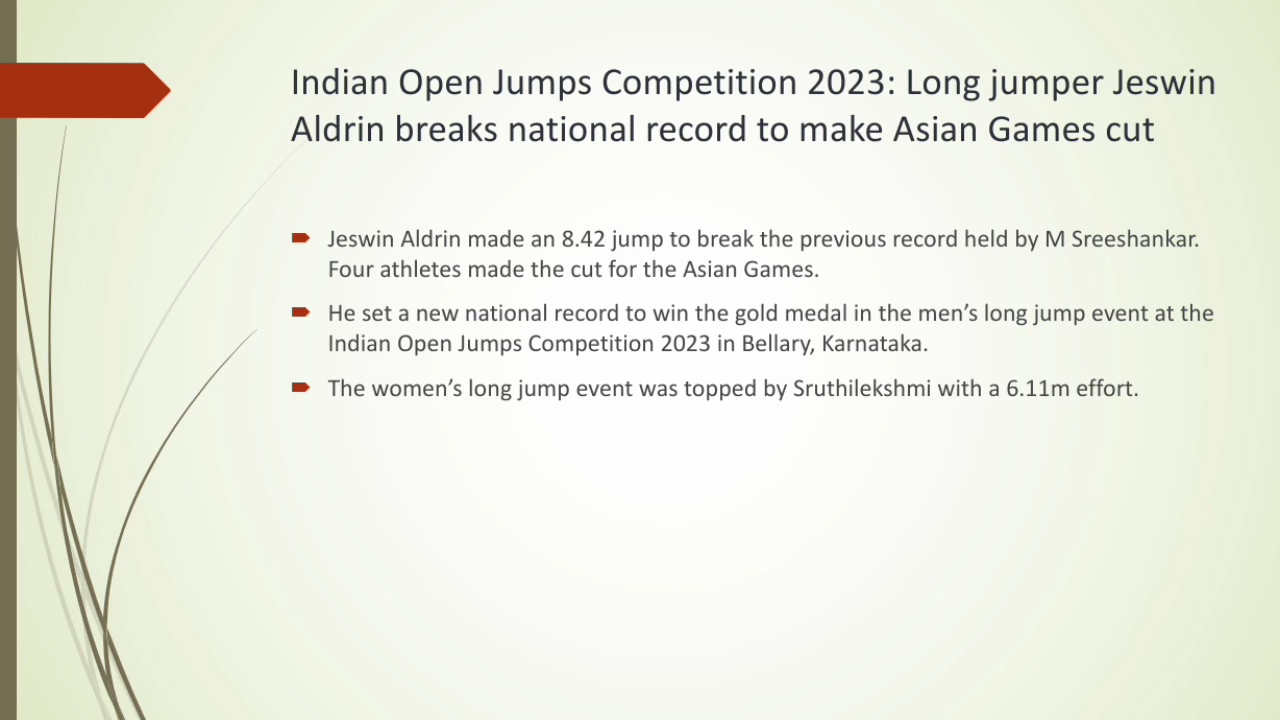 Indian Open Jumps Competition 2023: Long jumper Jeswin
Aldrin breaks national record to make Asian Games cut
Jeswin Aldrin made an 8.42 jump to break the previous record held by M Sreeshankar.
Four athletes made the cut for the Asian Games.
He set a new national record to win the gold medal in the men’s long jump event at the
Indian Open Jumps Competition 2023 in Bellary, Karnataka.
The women’s long jump event was topped by Sruthilekshmi with a 6.11m effort.